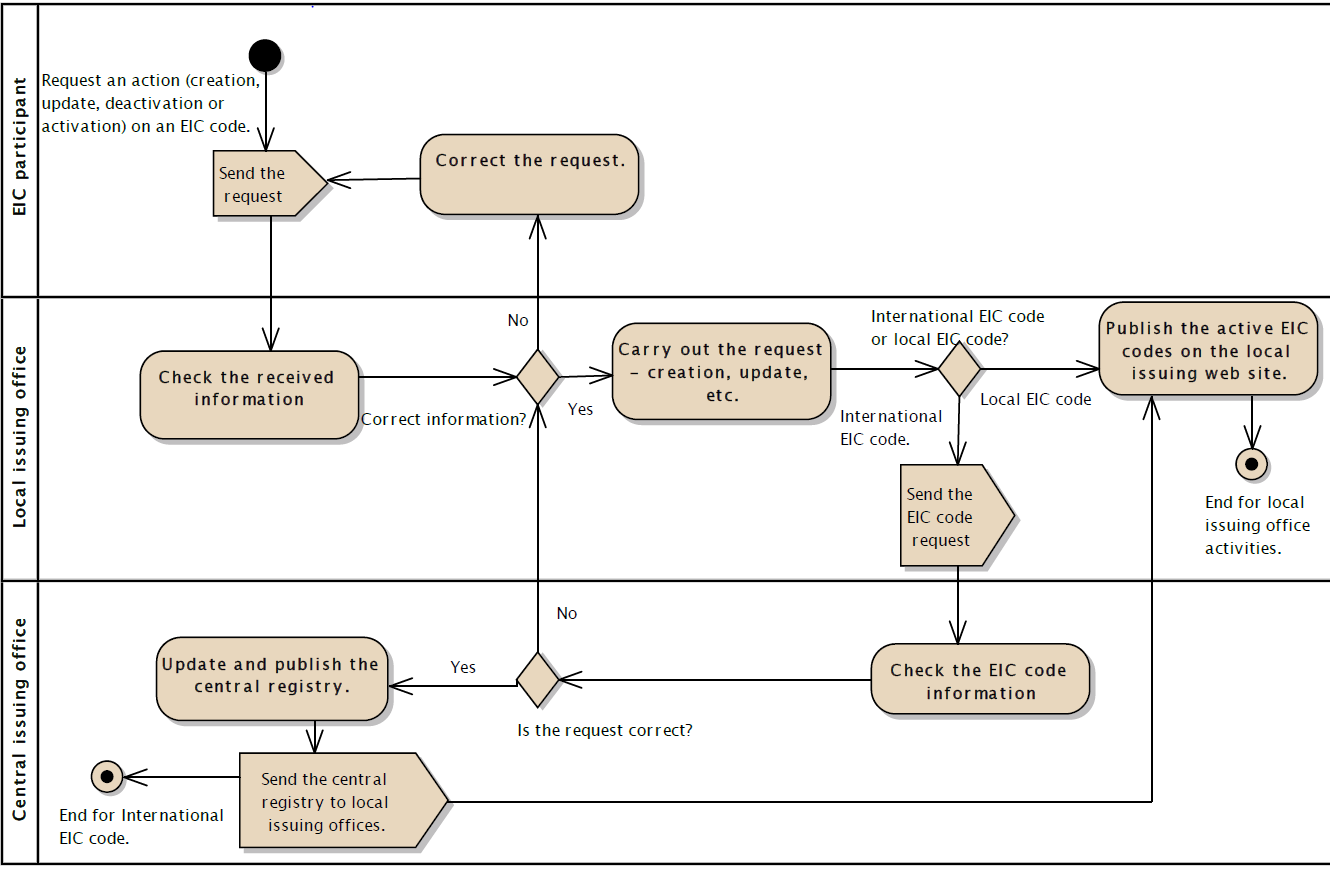 EIC participant
Request an action (creation,
update, deactivation or
activation) on an EIC code.
Send the
request
Correct the request.
Local issuing office
Check the received
information
Correct information?
No
Yes
Carry out the request
– creation, update,
etc.
International EIC code
or local EIC code?
International
EIC code.
Local EIC code
Send the
EIC code
request
Publish the active EIC
codes on the local
issuing web site.
End for local
issuing office
activities.
Central issuing office
No
Yes
Is the request correct?
Check the EIC code
information
Update and publish the
central registry.
Send the central
registry to local
issuing offices.
End for International
EIC code.